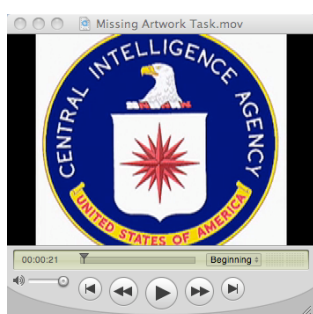 Missing Artwork Task.mov
CENTRAL INTELLIGENCE AGENCY
UNITED STATES OF AMERICA
00:00:21
Beginning